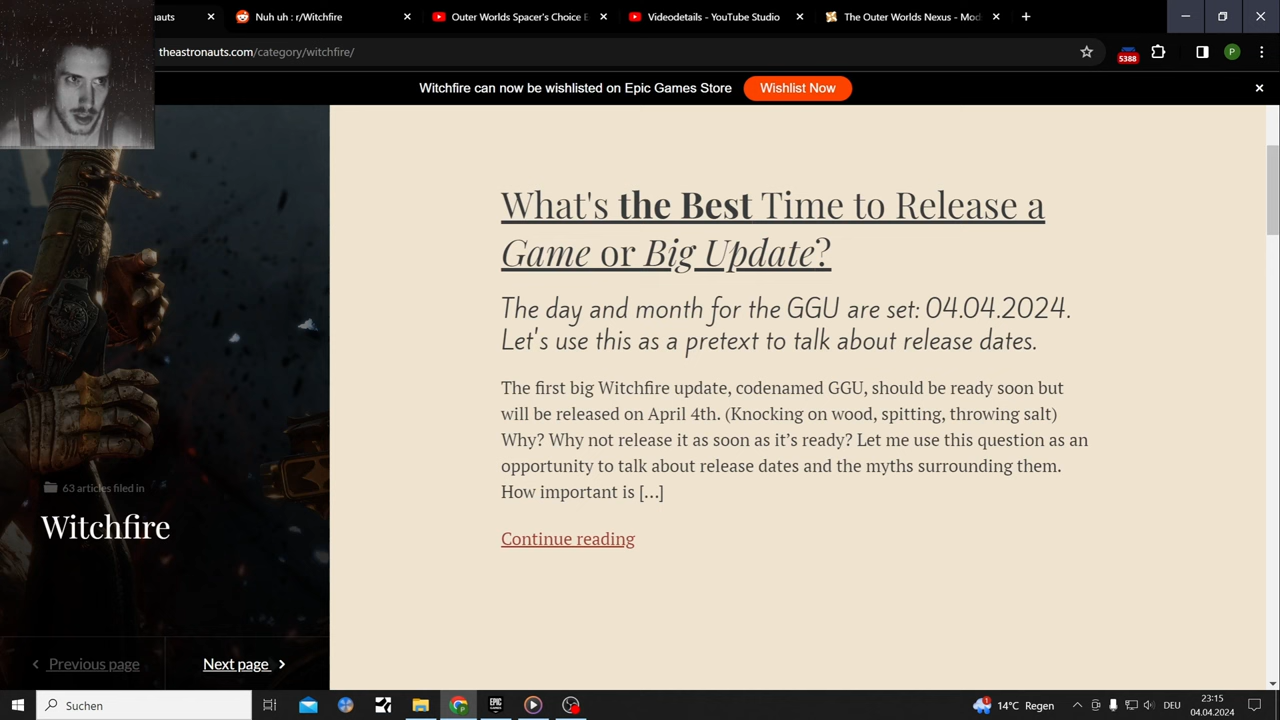 nauts
Nuh uh : r/Witchfire
Outer Worlds Spacer's Choice E
Videodetails - YouTube Studio
The Outer Worlds Nexus - Mod
theastronauts.com/category/witchfire/
5388
P
Witchfire can now be wishlisted on Epic Games Store
Wishlist Now
What's the Best Time to Release a
Game or Big Update?
The day and month for the GGU are set: 04.04.2024.
Let's use this as a pretext to talk about release dates.
The first big Witchfire update, codenamed GGU, should be ready soon but
will be released on April 4th. (Knocking on wood, spitting, throwing salt)
Why? Why not release it as soon as it’s ready? Let me use this question as an
opportunity to talk about release dates and the myths surrounding them.
How important is […]
Continue reading
63 articles filed in
Witchfire
Previous page
Next page
Suchen
EPIC
GAMES
1
14°C Regen
DEU
23:15
04.04.2024